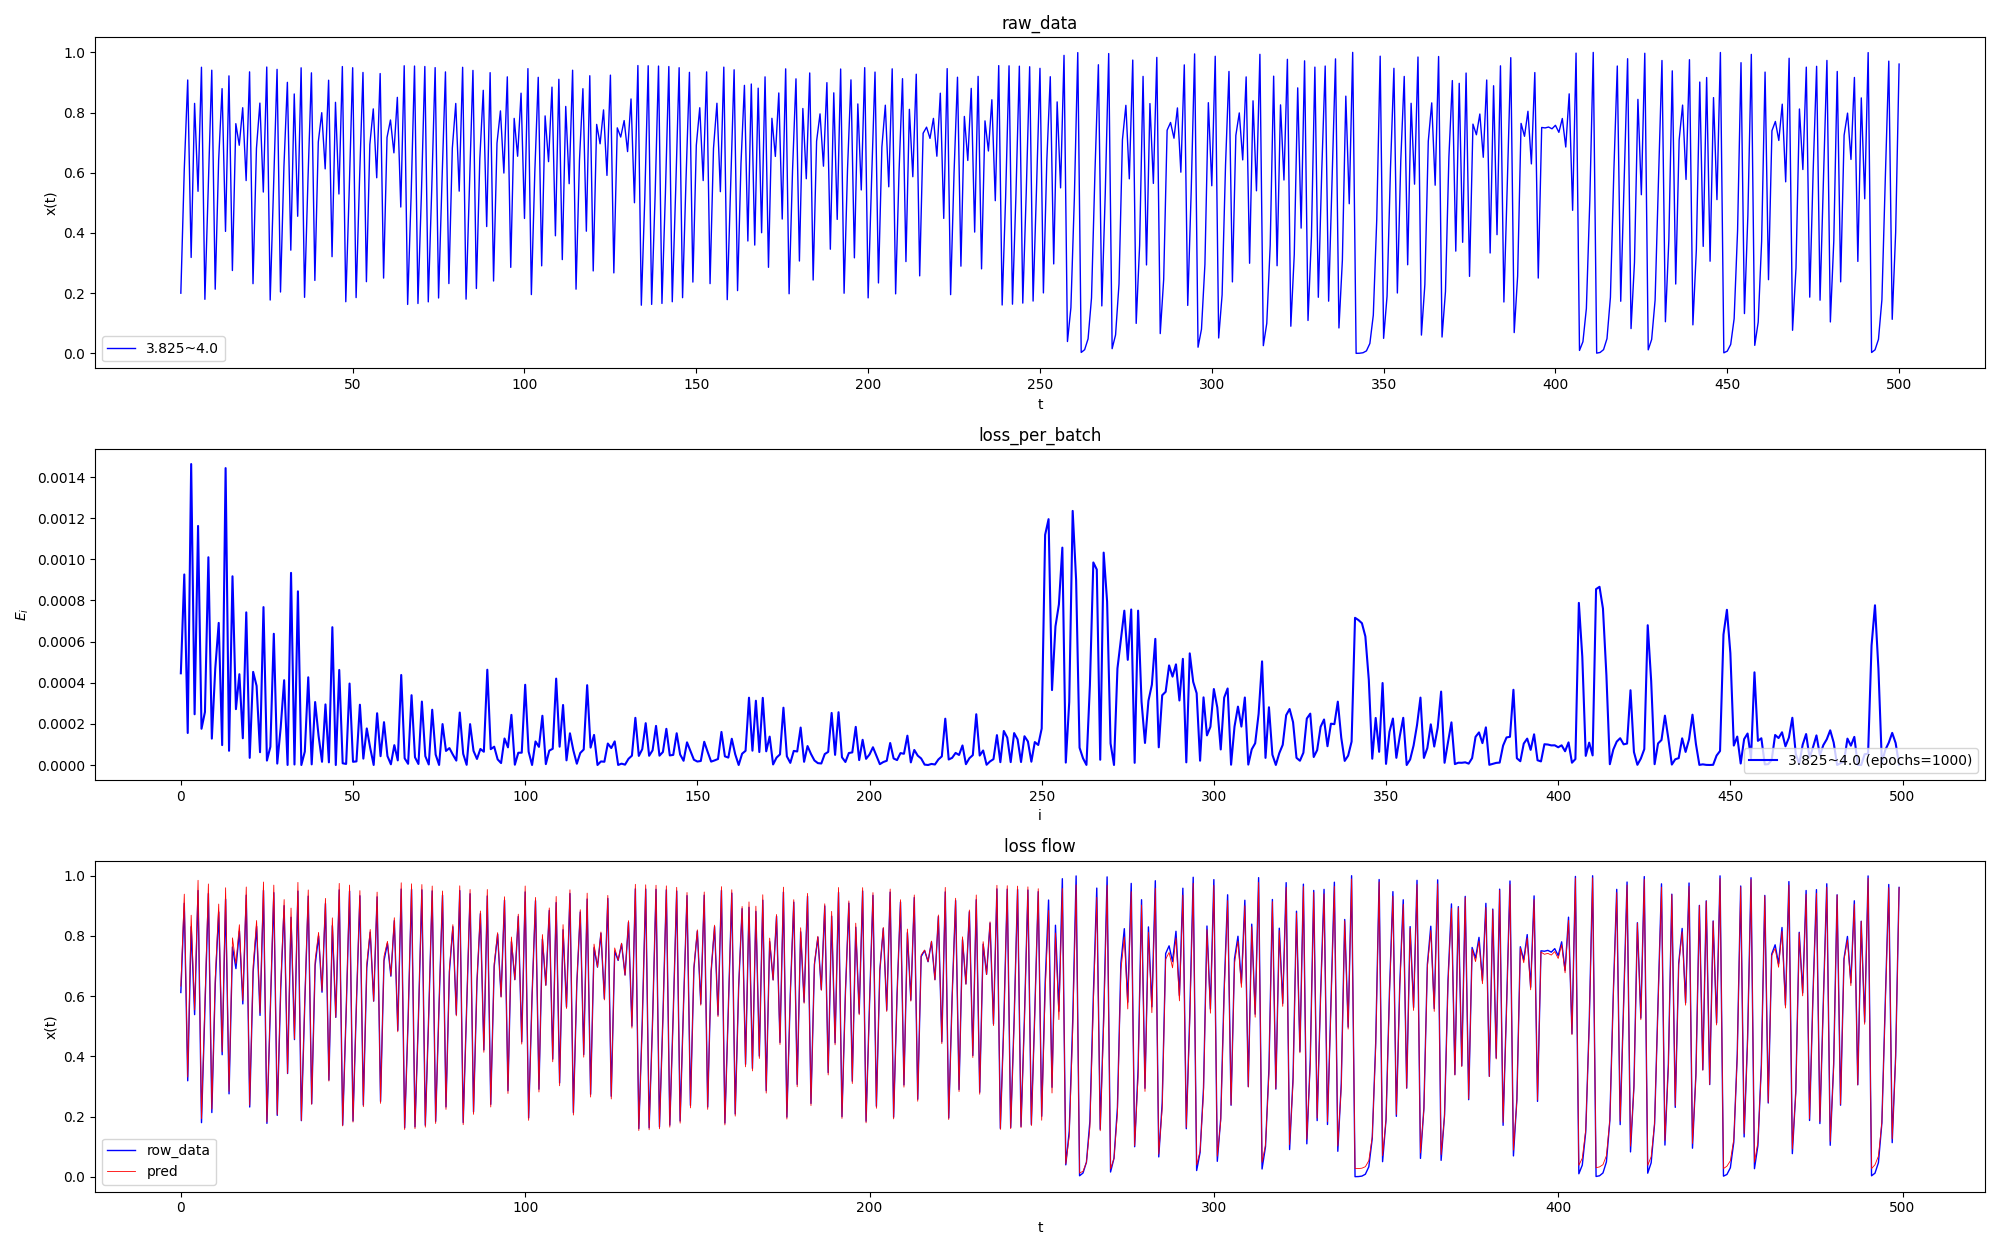 raw_data
1.0
0.8
0.6
0.4
0.2
0.0
x(t)
3.825~4.0
50 100 150 200 250 300 350 400 450 500
t
loss_per_batch
0.0014
0.0012
0.0010
0.0008
0.0006
0.0004
0.0002
0.0000
Ei
3.825~4.0 (epochs=1000)
0 50 100 150 200 250 300 350 400 450 500
i
loss flow
1.0
0.8
0.6
0.4
0.2
0.0
x(t)
row_data
pred
0 100 200 300 400 500
t